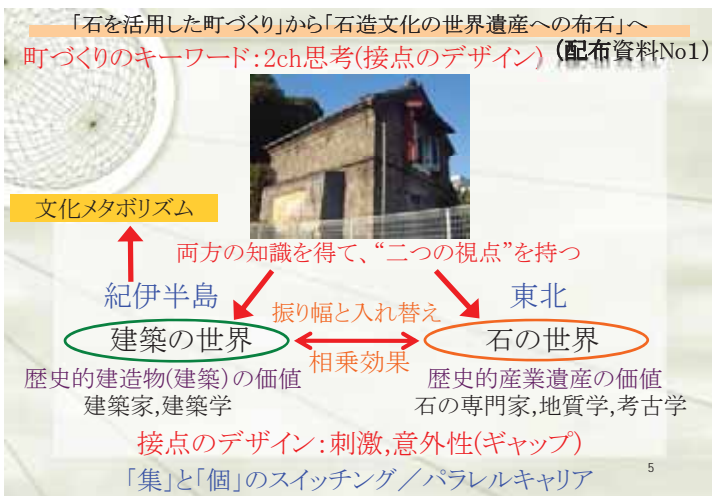 「石を活用した町づくり」から「石造文化の世界遺産への布石」へ
町づくりのキーワード:2ch思考(接点のデザイン) (配布資料No1)
文化メタボリズム
両方の知識を得て、“二つの視点”を持つ
紀伊半島 振り幅と入れ替え 東北
建築の世界 石の世界
相乗効果
歴史的建造物(建築)の価値 歴史的産業遺産の価値
建築家,建築学 石の専門家,地質学,考古学
接点のデザイン:刺激,意外性(ギャップ)
「集」と「個」のスイッチング/パラレルキャリア
5